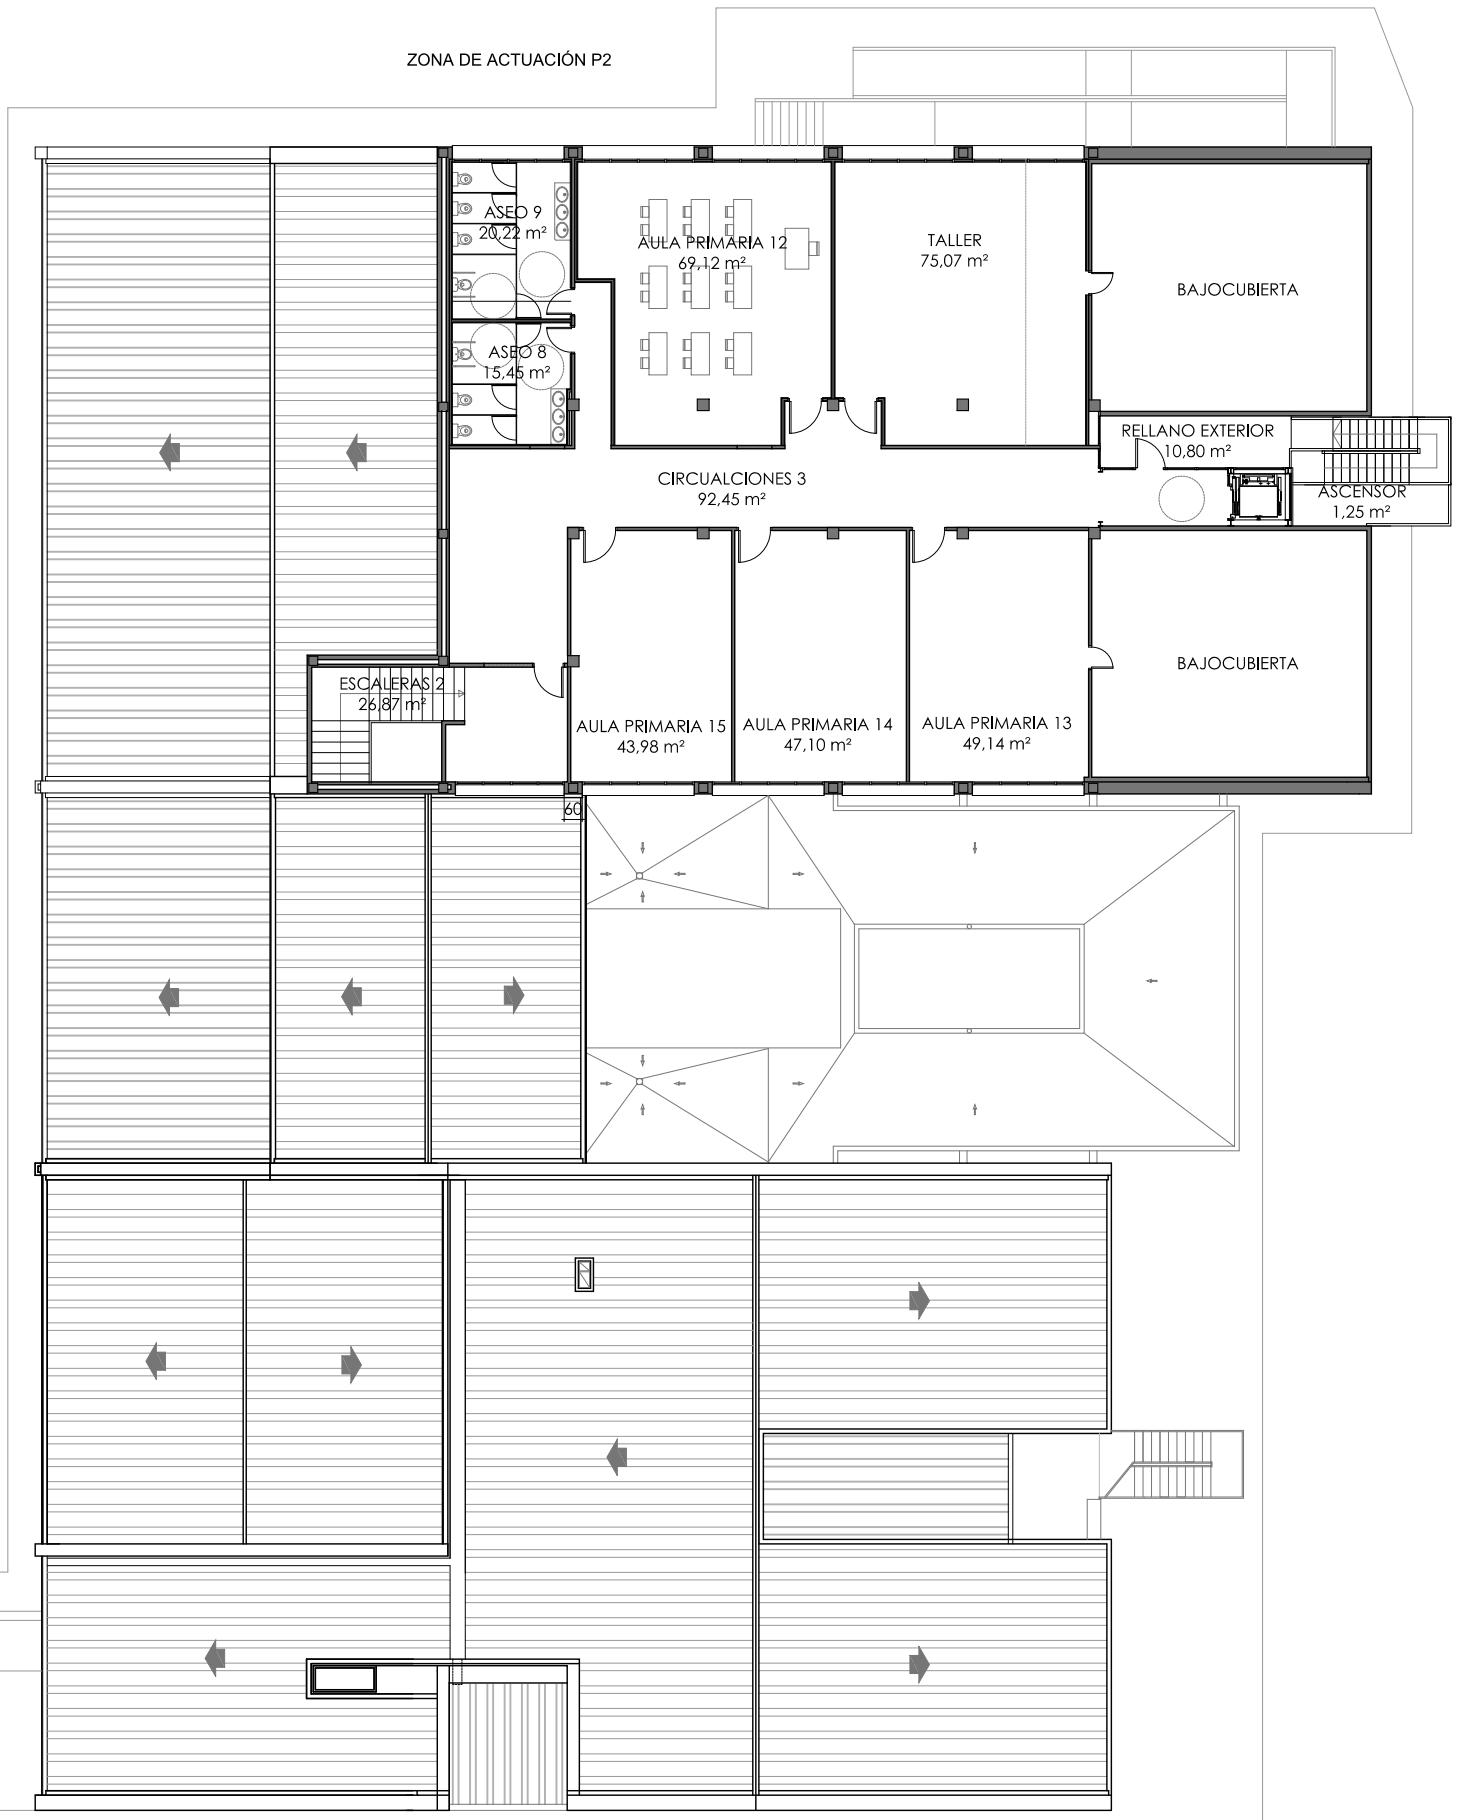 ZONA DE ACTUACIÓN P2
ASEO 9
20,22 m²
AULA PRIMARIA 12
69,12 m²
TALLER
75,07 m²
BAJOCUBIERTA
ASEO 8
15,45 m²
RELLANO EXTERIOR
10,80 m²
CIRCUALCIONES 3
92,45 m²
ASCENSOR
1,25 m²
BAJOCUBIERTA
ESCALERAS 2
26,87 m²
AULA PRIMARIA 15
43,98 m²
AULA PRIMARIA 14
47,10 m²
AULA PRIMARIA 13
49,14 m²
60